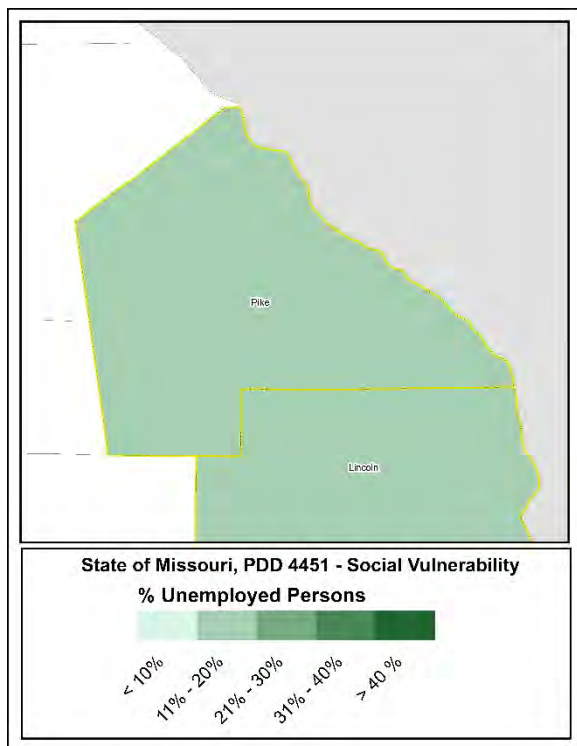 Pike
Lincoln
State of Missouri, PDD 4451 - Social Vulnerability
% Unemployed Persons
< 10%
11% - 20%
21% - 30%
31% - 40%
> 40 %